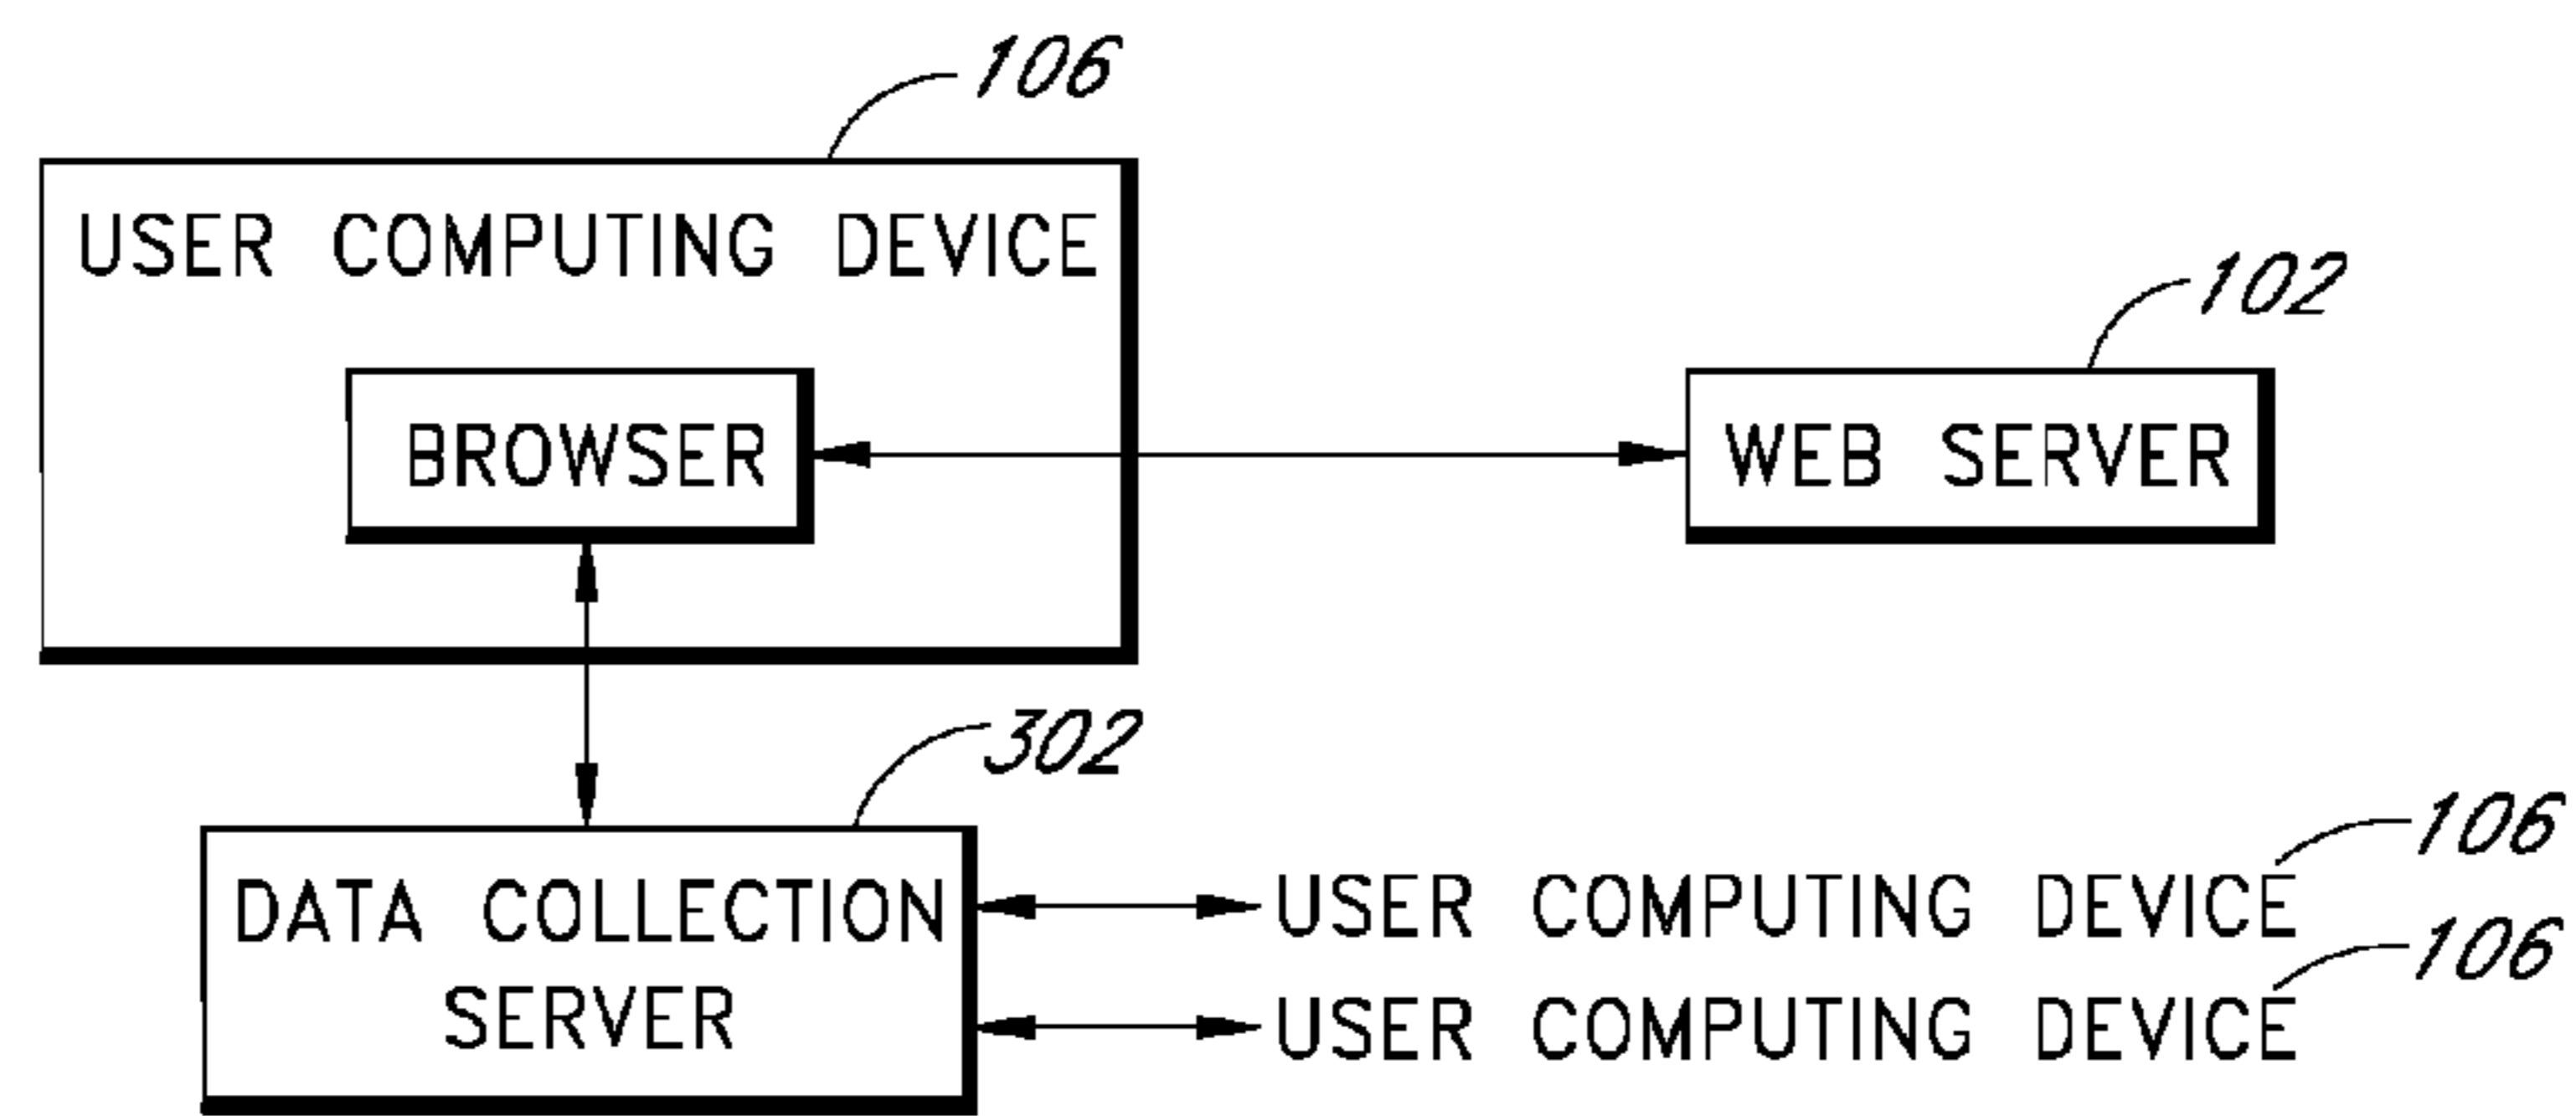 106
USER COMPUTING DEVICE
102
BROWSER
WEB SERVER
302
106
DATA COLLECTION
SERVER
USER COMPUTING DEVICE
106
USER COMPUTING DEVICE